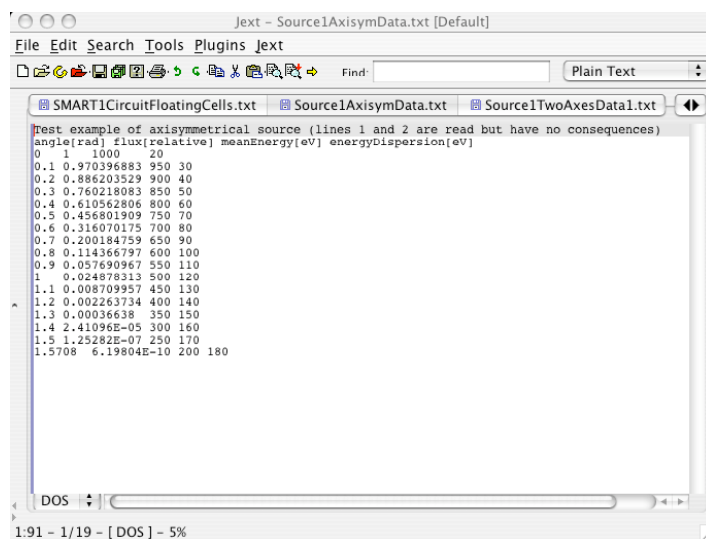 Jext – Source1AxisymData.txt [Default]
File Edit Search Tools Plugins Jext
Find: Plain Text
SMART1CircuitFloatingCells.txt Source1AxisymData.txt Source1TwoAxesData1.txt
Test example of axisymmetrical source (lines 1 and 2 are read but have no consequences)
angle[rad] flux[relative] meanEnergy[eV] energyDispersion[eV]
0 1 1000 20
0.1 0.970396883 950 30
0.2 0.886203529 900 40
0.3 0.760218083 850 50
0.4 0.610562806 800 60
0.5 0.456801909 750 70
0.6 0.316070175 700 80
0.7 0.200184759 650 90
0.8 0.114366797 600 100
0.9 0.057690967 550 110
1 0.024878313 500 120
1.1 0.008709957 450 130
1.2 0.002263734 400 140
1.3 0.00036638 350 150
1.4 2.41096E-05 300 160
1.5 1.25282E-07 250 170
1.5708 6.19804E-10 200 180
DOS
1:91 – 1/19 – [ DOS ] – 5%